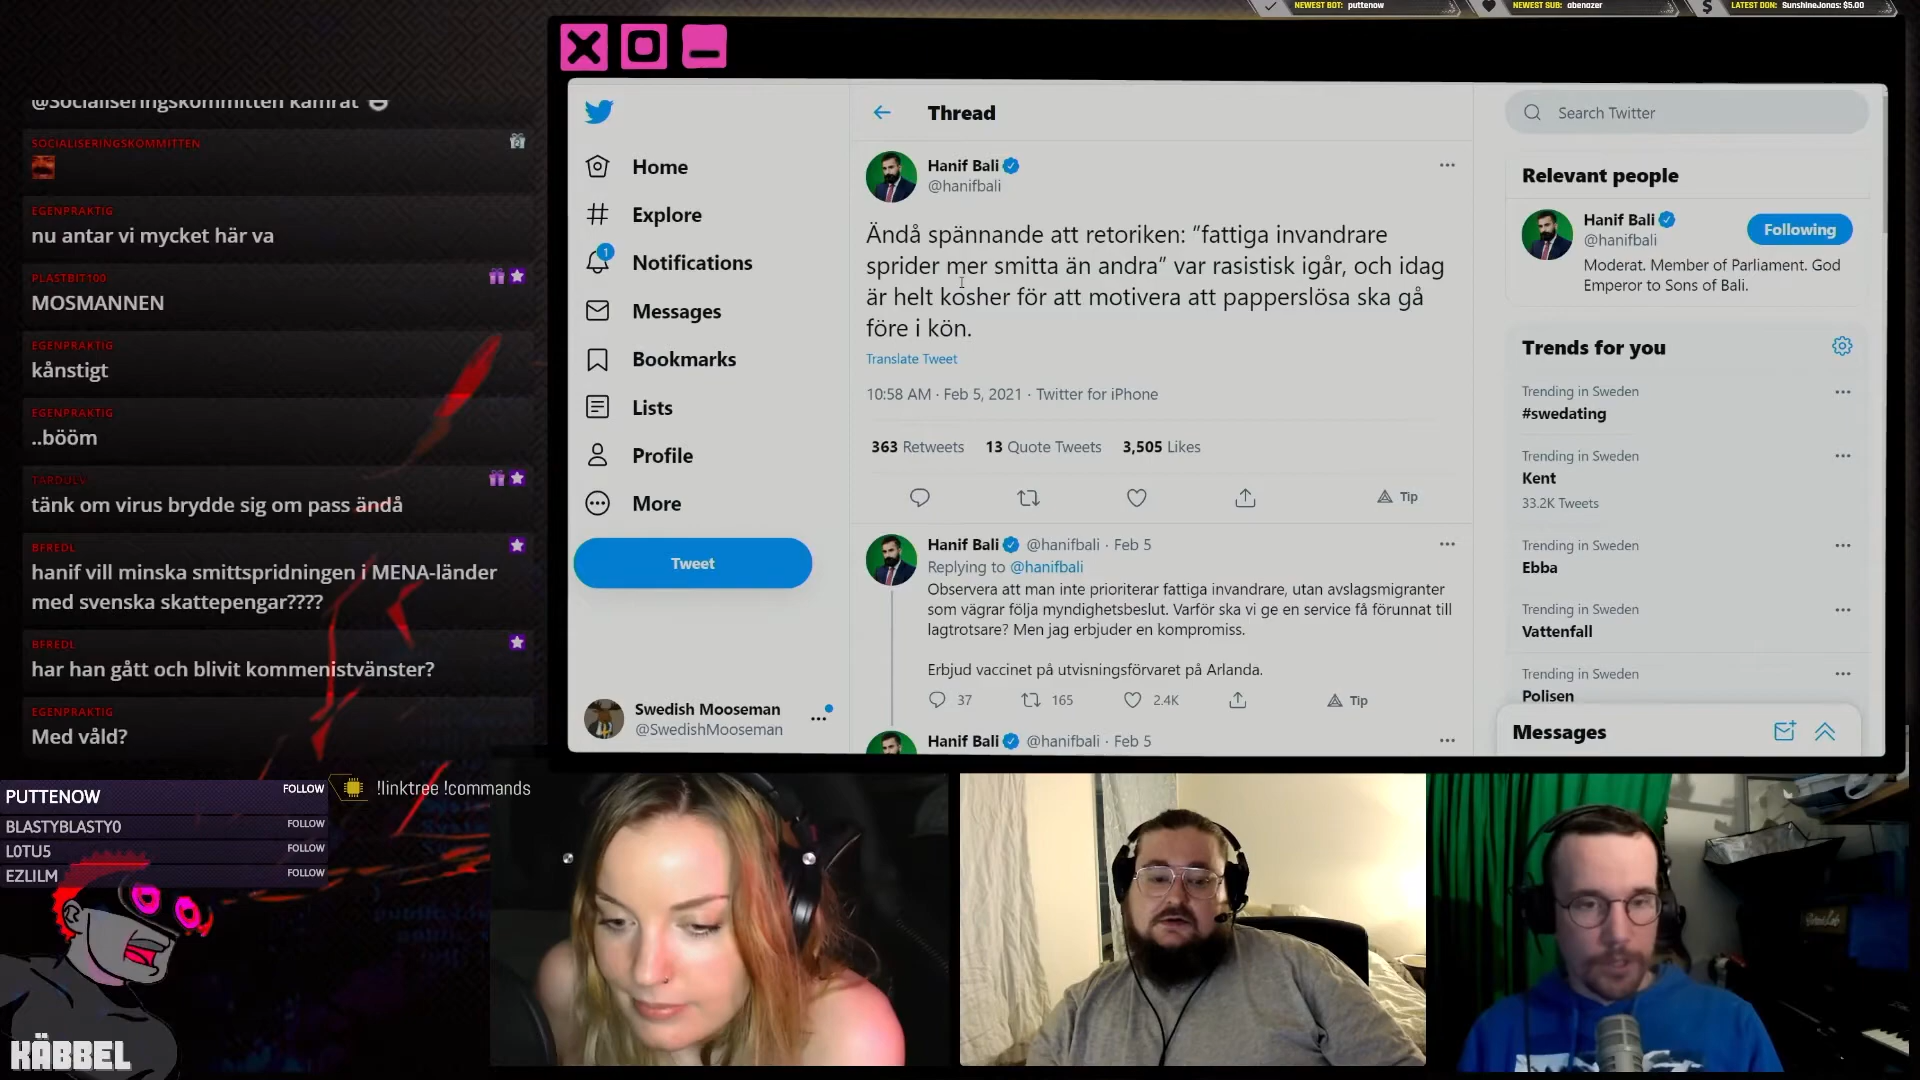 NEWEST BOT: puttenow
NEWEST SUB: abenazer
LATEST DON: SunshineJonas: $5.00
@Socialiseringskommitten kamrat
SOCIALISERINGSKOMMITTEN
EGENPRAKTIG
nu antar vi mycket här va
PLASTBIT100
MOSMANNEN
EGENPRAKTIG
kånstigt
EGENPRAKTIG
..bööm
tänk om virus brydde sig om pass ändå
BFREDL
hanif vill minska smittspridningen i MENA-länder
med svenska skattepengar????
BFREDL
har han gått och blivit kommenistvänster?
EGENPRAKTIG
Med våld?
PUTTENOW FOLLOW
BLASTYBLASTY0 FOLLOW
L0TU5 FOLLOW
EZLILM FOLLOW
!linktree !commands
KÄBBEL
Home
Explore
1
Notifications
Messages
Bookmarks
Lists
Profile
More
Tweet
Swedish Mooseman
@SwedishMooseman
Thread
Hanif Bali
@hanifbali
Ändå spännande att retoriken: ”fattiga invandrare
sprider mer smitta än andra” var rasistisk igår, och idag
är helt kosher för att motivera att papperslösa ska gå
före i kön.
Translate Tweet
10:58 AM · Feb 5, 2021 · Twitter for iPhone
363 Retweets 13 Quote Tweets 3,505 Likes
Tip
Hanif Bali @hanifbali · Feb 5
Replying to @hanifbali
Observera att man inte prioriterar fattiga invandrare, utan avslagsmigranter
som vägrar följa myndighetsbeslut. Varför ska vi ge en service få förunnat till
lagtrotsare? Men jag erbjuder en kompromiss.
Erbjud vaccinet på utvisningsförvaret på Arlanda.
37 165 2.4K Tip
Hanif Bali @hanifbali · Feb 5
Search Twitter
Relevant people
Hanif Bali
@hanifbali
Following
Moderat. Member of Parliament. God
Emperor to Sons of Bali.
Trends for you
Trending in Sweden
#swedating
Trending in Sweden
Kent
33.2K Tweets
Trending in Sweden
Ebba
Trending in Sweden
Vattenfall
Trending in Sweden
Polisen
Messages